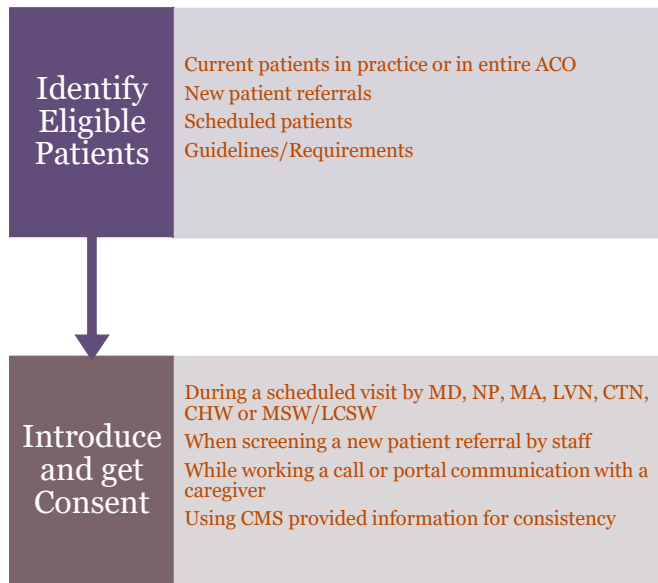 Identify
Eligible
Patients
Current patients in practice or in entire ACO
New patient referrals
Scheduled patients
Guidelines/Requirements
Introduce
and get
Consent
During a scheduled visit by MD, NP, MA, LVN, CTN,
CHW or MSW/LCSW
When screening a new patient referral by staff
While working a call or portal communication with a
caregiver
Using CMS provided information for consistency